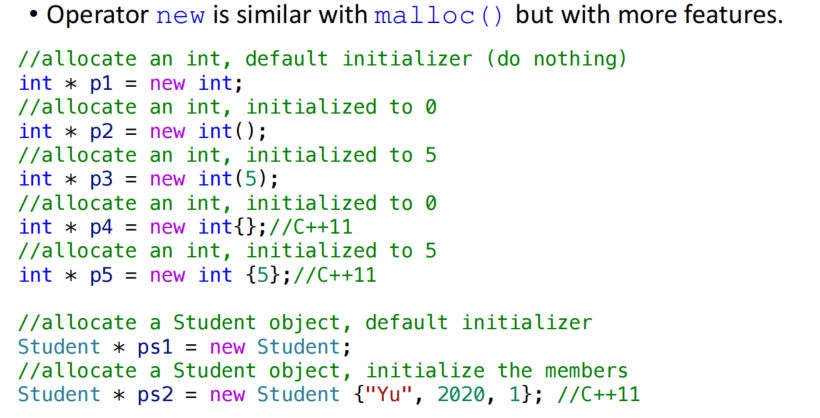 • Operator new is similar with malloc() but with more features.
//allocate an int, default initializer (do nothing)
int * p1 = new int;
//allocate an int, initialized to 0
int * p2 = new int();
//allocate an int, initialized to 5
int * p3 = new int(5);
//allocate an int, initialized to 0
int * p4 = new int{};//C++11
//allocate an int, initialized to 5
int * p5 = new int {5};//C++11
//allocate a Student object, default initializer
Student * ps1 = new Student;
//allocate a Student object, initialize the members
Student * ps2 = new Student {"Yu", 2020, 1}; //C++11